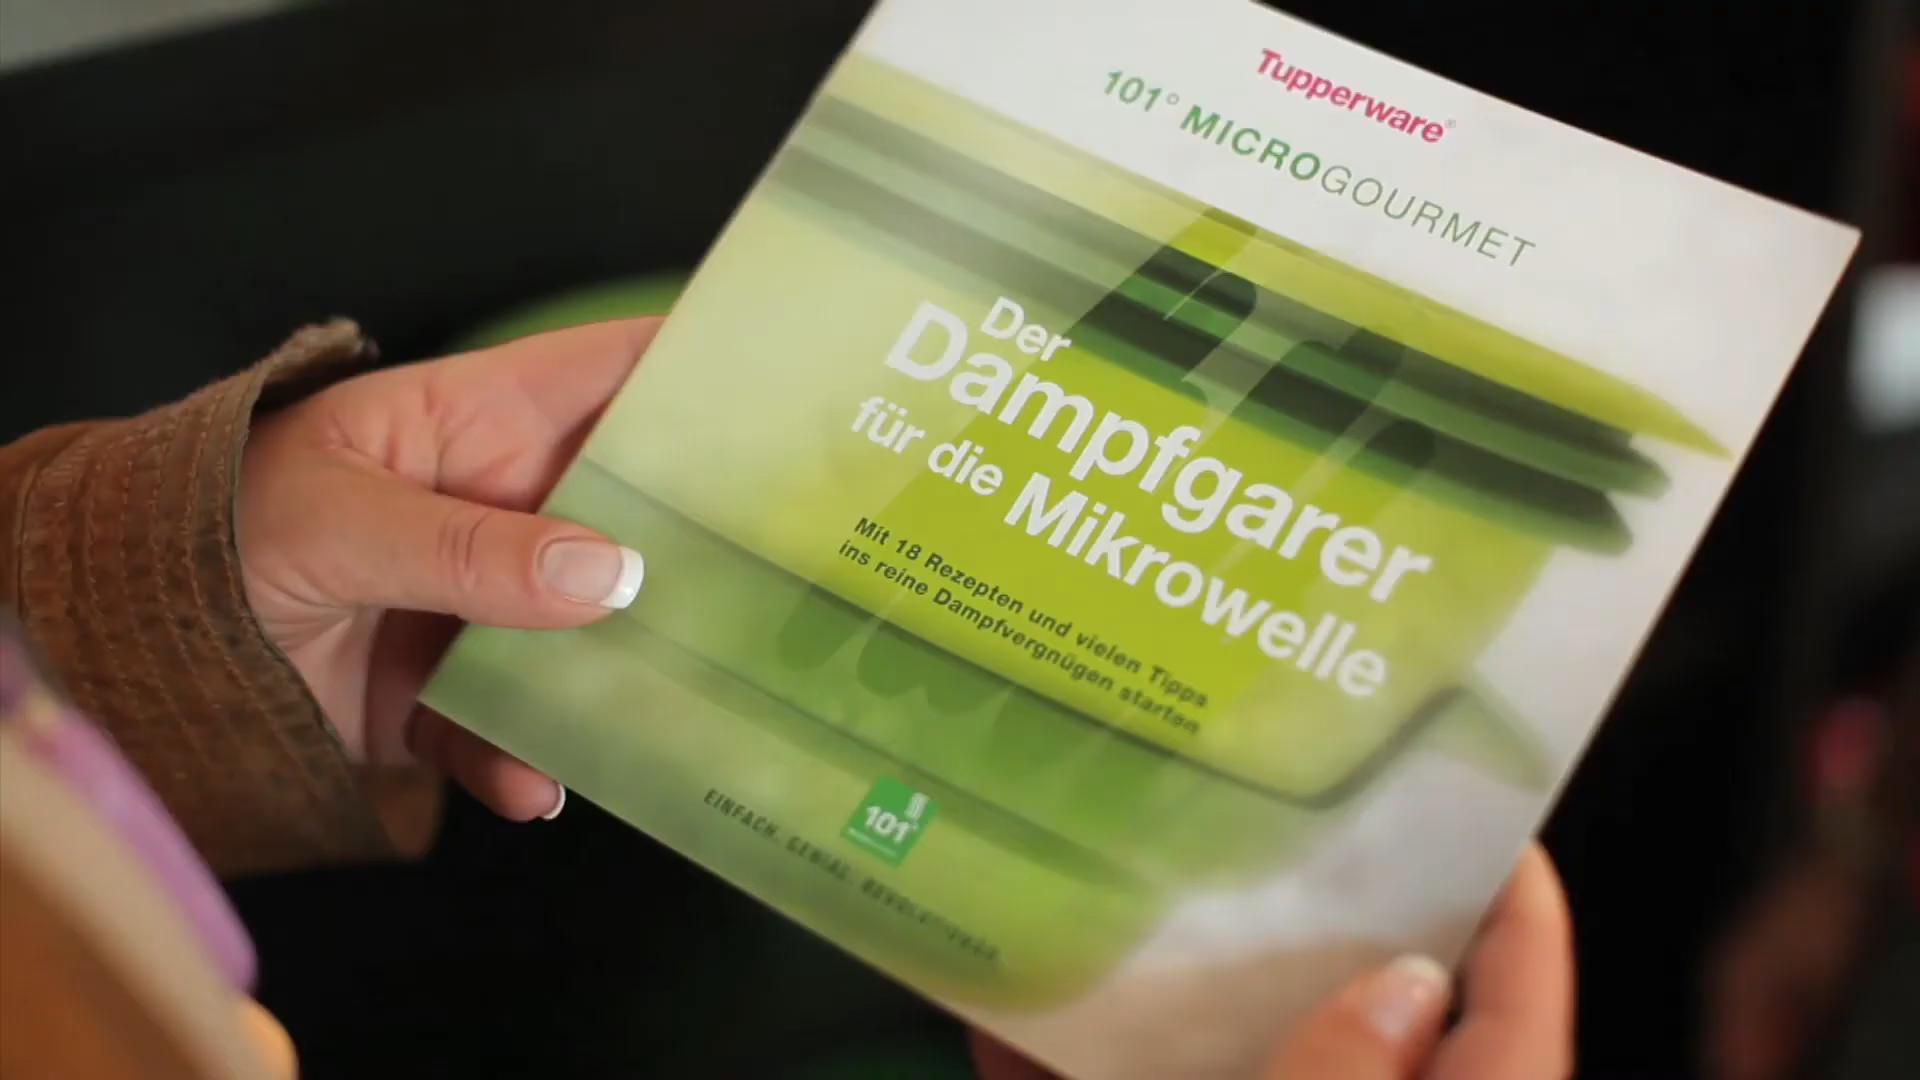 Tupperware®
101° MICROGOURMET
Der
Dampfgarer
für die Mikrowelle
Mit 18 Rezepten und vielen Tipps
ins reine Dampfvergnügen starten
101°
EINFACH. GENIAL. REVOLUTIONÄR.